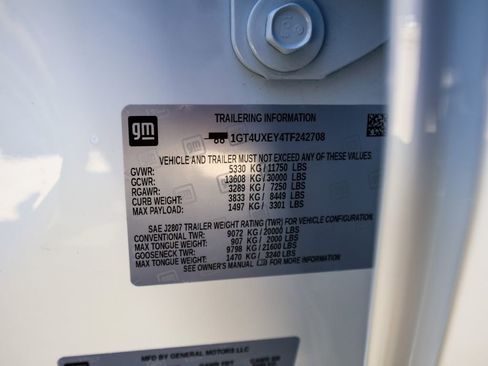 gm
TRAILERING INFORMATION
1GT4UXEY4TF242708
VEHICLE AND TRAILER MUST NOT EXCEED ANY OF THESE VALUES.
GVWR: 5330 KG / 11750 LBS
GCWR: 13608 KG / 30000 LBS
RGAWR: 3289 KG / 7250 LBS
CURB WEIGHT: 3833 KG / 8449 LBS
MAX PAYLOAD: 1497 KG / 3301 LBS
SAE J2807 TRAILER WEIGHT RATING (TWR) FOR VEHICLE CONFIGURATION.
CONVENTIONAL TWR: 9072 KG / 20000 LBS
MAX TONGUE WEIGHT: 907 KG / 2000 LBS
GOOSENECK TWR: 9798 KG / 21600 LBS
MAX TONGUE WEIGHT: 1470 KG / 3240 LBS
SEE OWNER'S MANUAL FOR MORE INFORMATION
MFD BY GENERAL MOTORS LLC